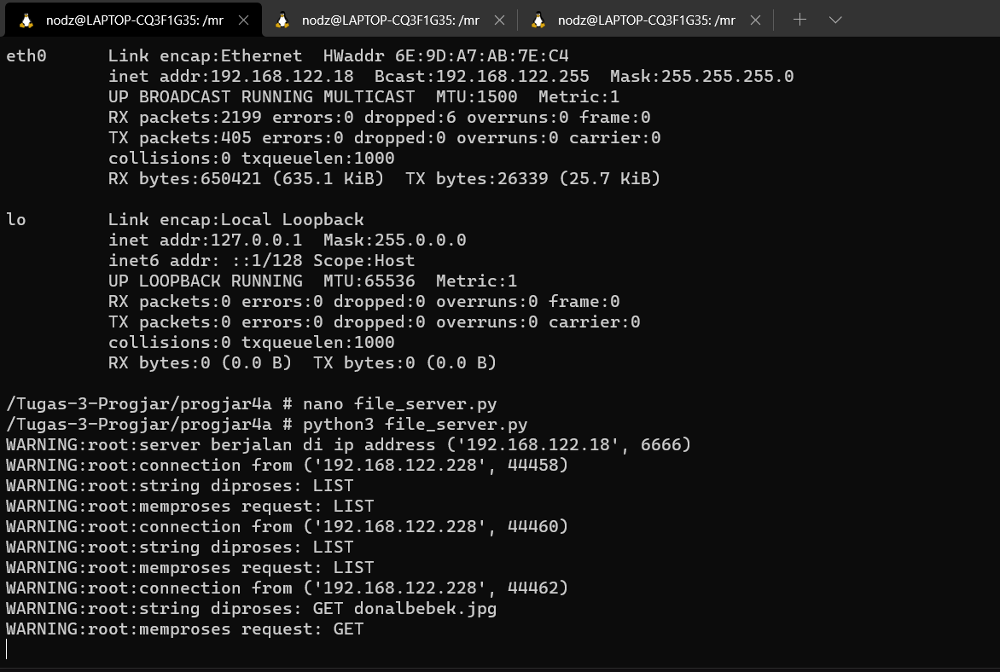 nodz@LAPTOP-CQ3F1G35: /mr
nodz@LAPTOP-CQ3F1G35: /mr
nodz@LAPTOP-CQ3F1G35: /mr
eth0      Link encap:Ethernet  HWaddr 6E:9D:A7:AB:7E:C4
          inet addr:192.168.122.18  Bcast:192.168.122.255  Mask:255.255.255.0
          UP BROADCAST RUNNING MULTICAST  MTU:1500  Metric:1
          RX packets:2199 errors:0 dropped:6 overruns:0 frame:0
          TX packets:405 errors:0 dropped:0 overruns:0 carrier:0
          collisions:0 txqueuelen:1000
          RX bytes:650421 (635.1 KiB)  TX bytes:26339 (25.7 KiB)
lo        Link encap:Local Loopback
          inet addr:127.0.0.1  Mask:255.0.0.0
          inet6 addr: ::1/128 Scope:Host
          UP LOOPBACK RUNNING  MTU:65536  Metric:1
          RX packets:0 errors:0 dropped:0 overruns:0 frame:0
          TX packets:0 errors:0 dropped:0 overruns:0 carrier:0
          collisions:0 txqueuelen:1000
          RX bytes:0 (0.0 B)  TX bytes:0 (0.0 B)
/Tugas-3-Progjar/progjar4a # nano file_server.py
/Tugas-3-Progjar/progjar4a # python3 file_server.py
WARNING:root:server berjalan di ip address ('192.168.122.18', 6666)
WARNING:root:connection from ('192.168.122.228', 44458)
WARNING:root:string diproses: LIST
WARNING:root:memproses request: LIST
WARNING:root:connection from ('192.168.122.228', 44460)
WARNING:root:string diproses: LIST
WARNING:root:memproses request: LIST
WARNING:root:connection from ('192.168.122.228', 44462)
WARNING:root:string diproses: GET donalbebek.jpg
WARNING:root:memproses request: GET